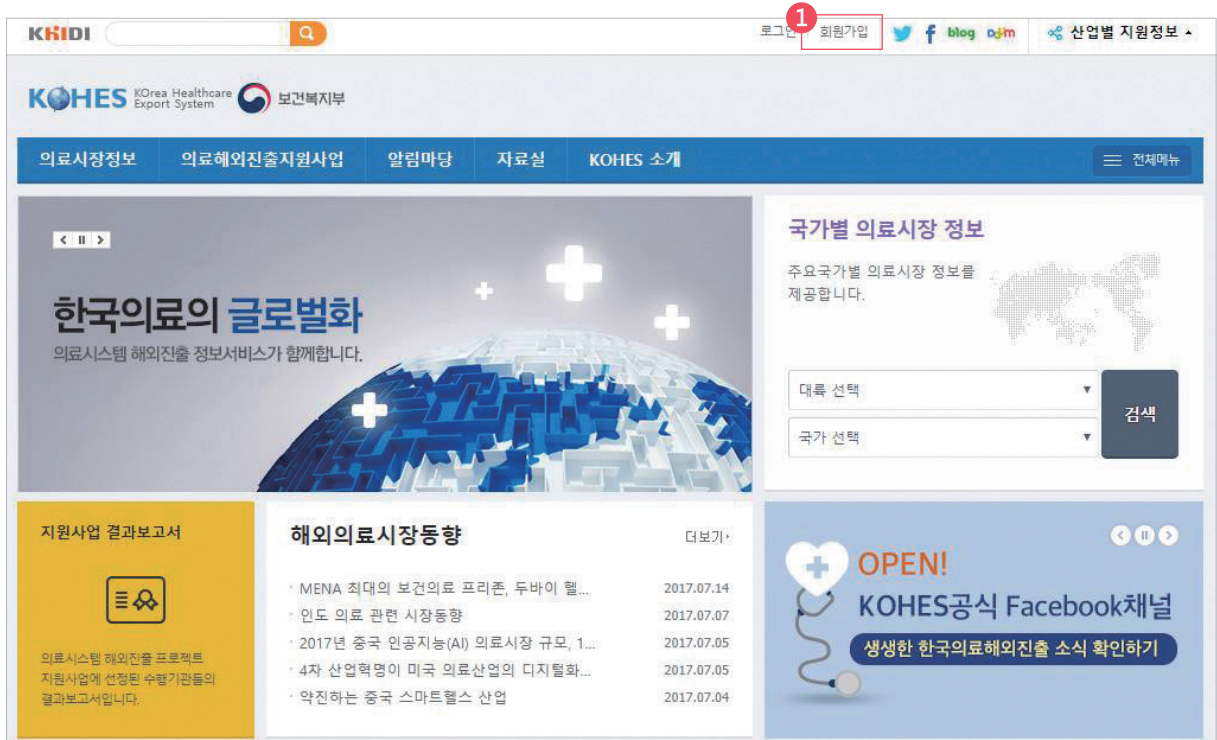 KHIDI
로그인
1
회원가입
blog
산업별 지원정보
KOHES KOrea Healthcare Export System 보건복지부
의료시장정보 의료해외진출지원사업 알림마당 자료실 KOHES 소개 전체메뉴
한국의료의 글로벌화
의료시스템 해외진출 정보서비스가 함께합니다.
국가별 의료시장 정보
주요국가별 의료시장 정보를
제공합니다.
대륙 선택
국가 선택
검색
지원사업 결과보고서
의료시스템 해외진출 프로젝트
지원사업에 선정된 수행기관들의
결과보고서입니다.
해외의료시장동향 더보기
MENA 최대의 보건의료 프리존, 두바이 헬... 2017.07.14
인도 의료 관련 시장동향 2017.07.07
2017년 중국 인공지능(AI) 의료시장 규모, 1... 2017.07.05
4차 산업혁명이 미국 의료산업의 디지털화... 2017.07.05
약진하는 중국 스마트헬스 산업 2017.07.04
OPEN!
KOHES공식 Facebook채널
생생한 한국의료해외진출 소식 확인하기